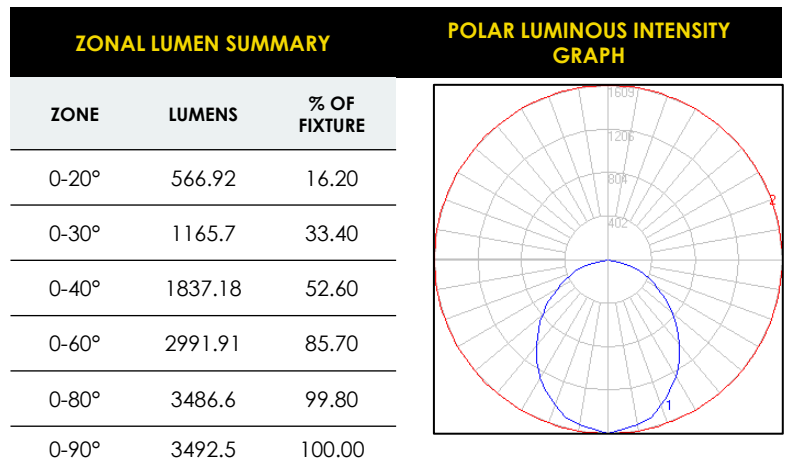 ZONAL LUMEN SUMMARY
ZONE LUMENS % OF FIXTURE
0-20° 566.92 16.20
0-30° 1165.7 33.40
0-40° 1837.18 52.60
0-60° 2991.91 85.70
0-80° 3486.6 99.80
0-90° 3492.5 100.00
POLAR LUMINOUS INTENSITY
GRAPH
1609
1206
804
402
2
1